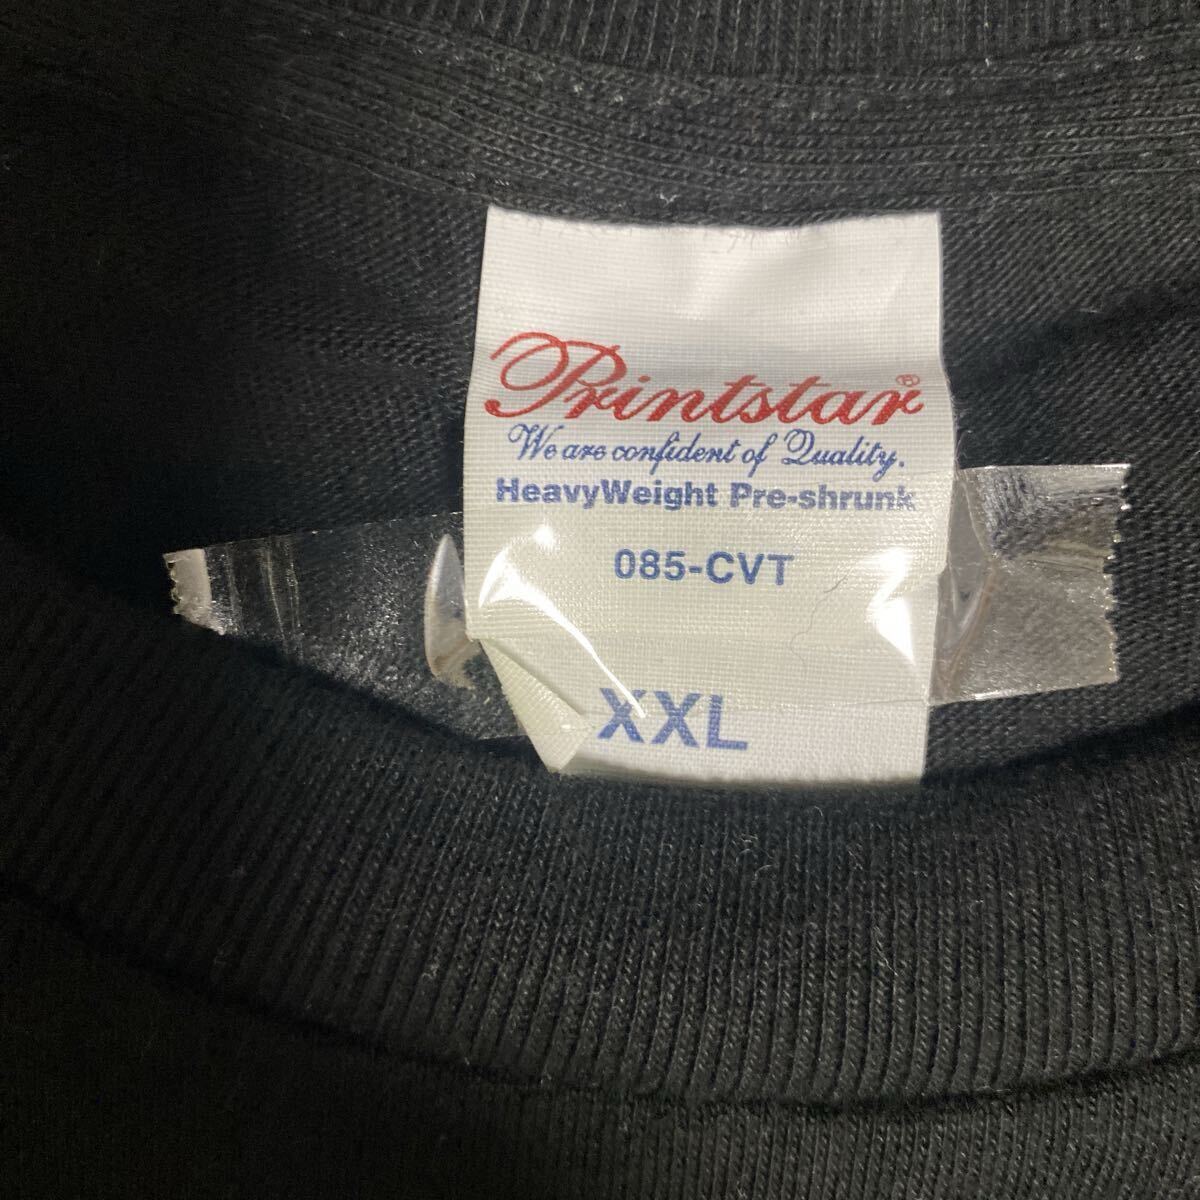 Printstar®
We are confident of Quality.
HeavyWeight Pre-shrunk
085-CVT
XXL